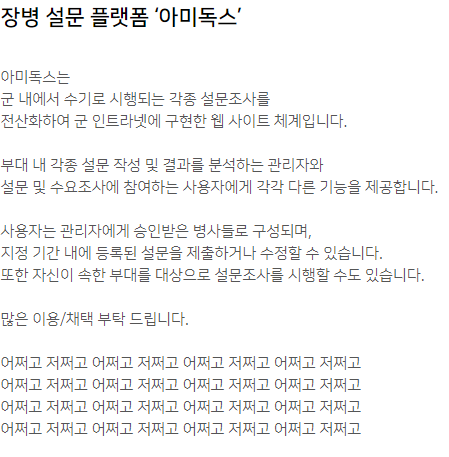 장병 설문 플랫폼 ‘아미독스’
아미독스는
군 내에서 수기로 시행되는 각종 설문조사를
전산화하여 군 인트라넷에 구현한 웹 사이트 체계입니다.
부대 내 각종 설문 작성 및 결과를 분석하는 관리자와
설문 및 수요조사에 참여하는 사용자에게 각각 다른 기능을 제공합니다.
사용자는 관리자에게 승인받은 병사들로 구성되며,
지정 기간 내에 등록된 설문을 제출하거나 수정할 수 있습니다.
또한 자신이 속한 부대를 대상으로 설문조사를 시행할 수도 있습니다.
많은 이용/채택 부탁 드립니다.
어쩌고 저쩌고 어쩌고 저쩌고 어쩌고 저쩌고 어쩌고 저쩌고
어쩌고 저쩌고 어쩌고 저쩌고 어쩌고 저쩌고 어쩌고 저쩌고
어쩌고 저쩌고 어쩌고 저쩌고 어쩌고 저쩌고 어쩌고 저쩌고
어쩌고 저쩌고 어쩌고 저쩌고 어쩌고 저쩌고 어쩌고 저쩌고